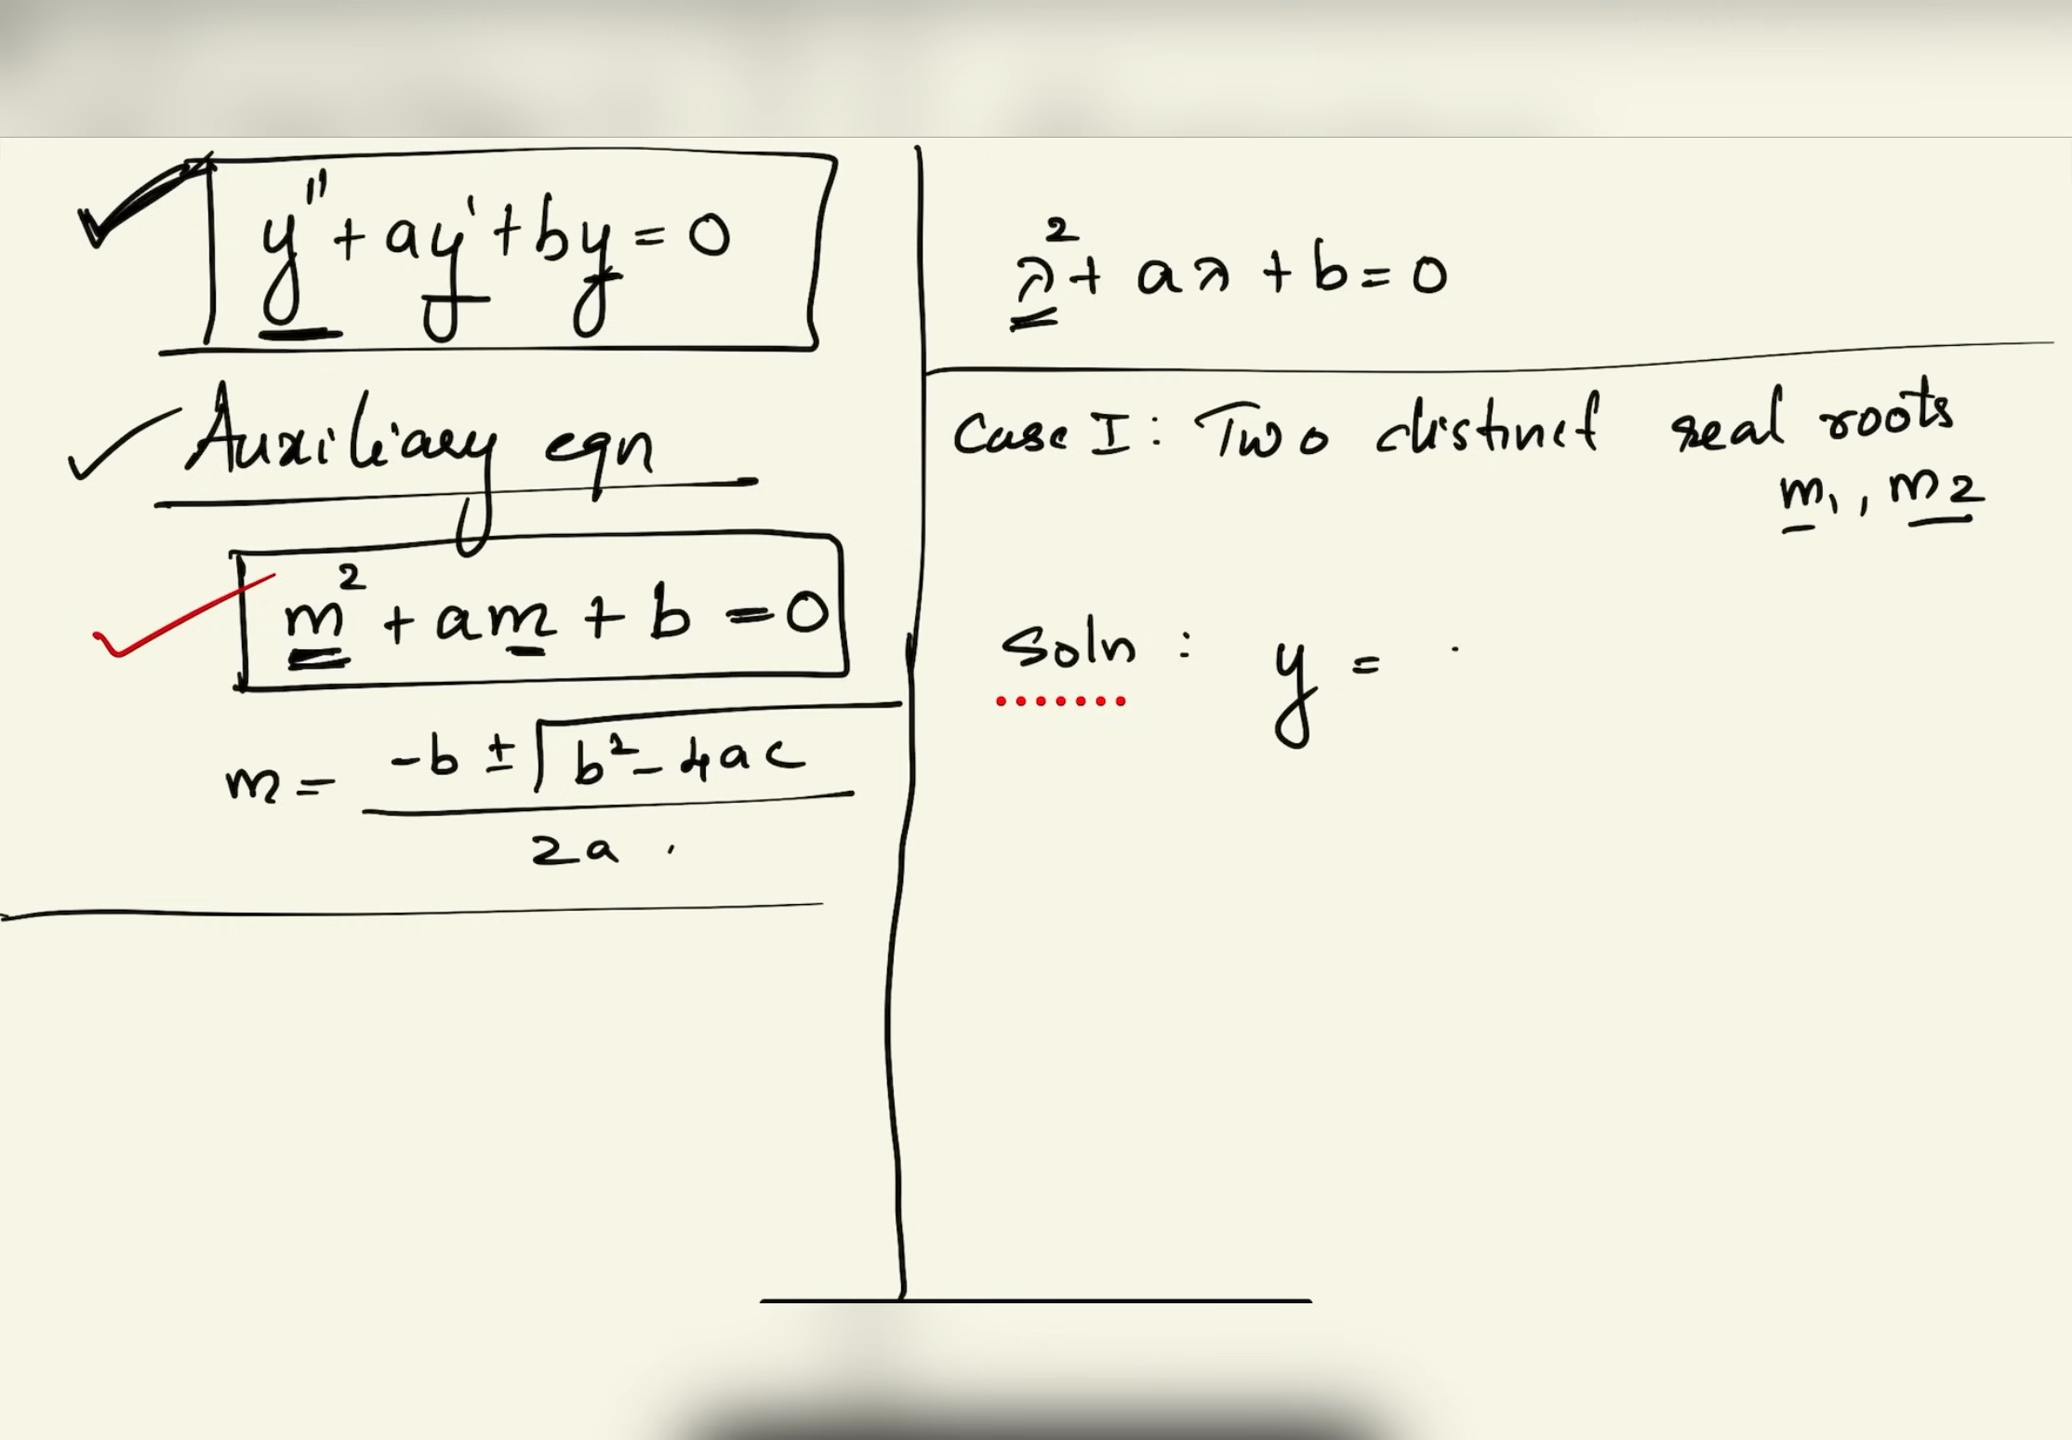 y'' + ay' + by = 0
Auxiliary eqn
m² + am + b = 0
m = (-b ± √(b² - 4ac)) / 2a .
λ² + aλ + b = 0
Case I : Two distinct real roots
m₁ , m₂
Soln : y =